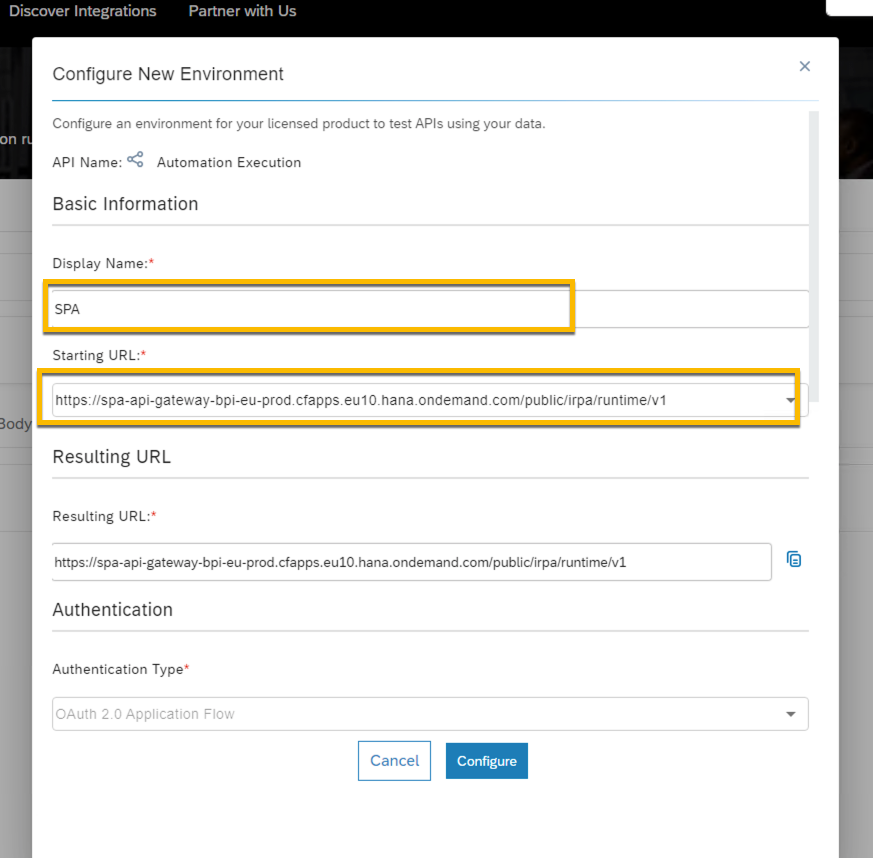 Discover Integrations Partner with Us
Configure New Environment
Configure an environment for your licensed product to test APIs using your data.
on ru
API Name: Automation Execution
Basic Information
Display Name:*
SPA
Starting URL:*
https://spa-api-gateway-bpi-eu-prod.cfapps.eu10.hana.ondemand.com/public/irpa/runtime/v1
Body
Resulting URL
Resulting URL:*
https://spa-api-gateway-bpi-eu-prod.cfapps.eu10.hana.ondemand.com/public/irpa/runtime/v1
Authentication
Authentication Type*
OAuth 2.0 Application Flow
Cancel Configure